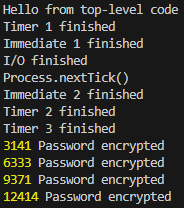 Hello from top-level code
Timer 1 finished
Immediate 1 finished
I/O finished
Process.nextTick()
Immediate 2 finished
Timer 2 finished
Timer 3 finished
3141 Password encrypted
6333 Password encrypted
9371 Password encrypted
12414 Password encrypted